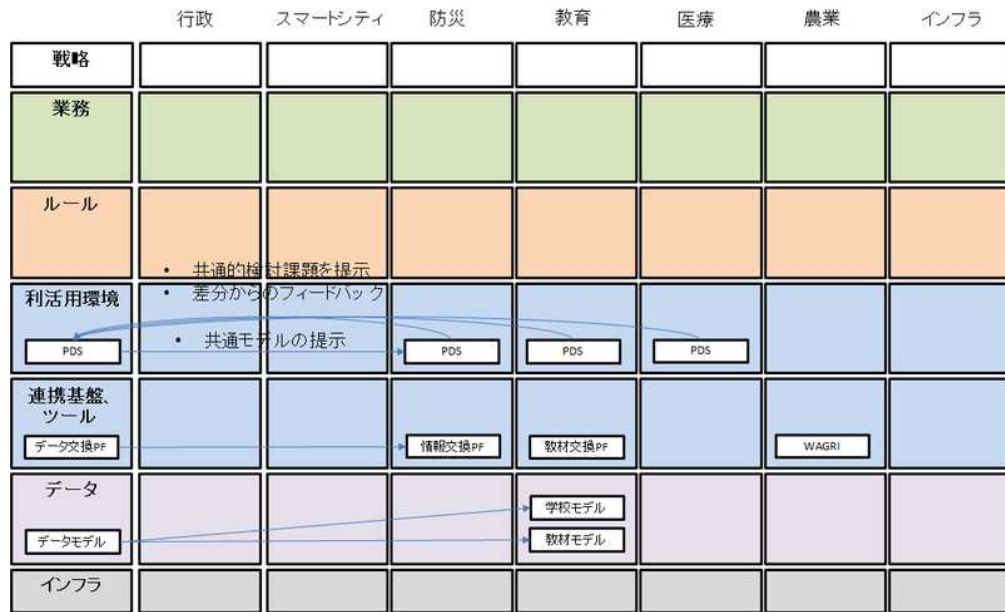 行政 スマートシティ 防災 教育 医療 農業 インフラ
戦略
業務
ルール
• 共通的検討課題を提示
• 差分からのフィードバック
利活用環境
• 共通モデルの提示
PDS PDS PDS PDS
連携基盤、
ツール
データ交換PF 情報交換PF 教材交換PF WAGRI
データ
学校モデル
データモデル 教材モデル
インフラ